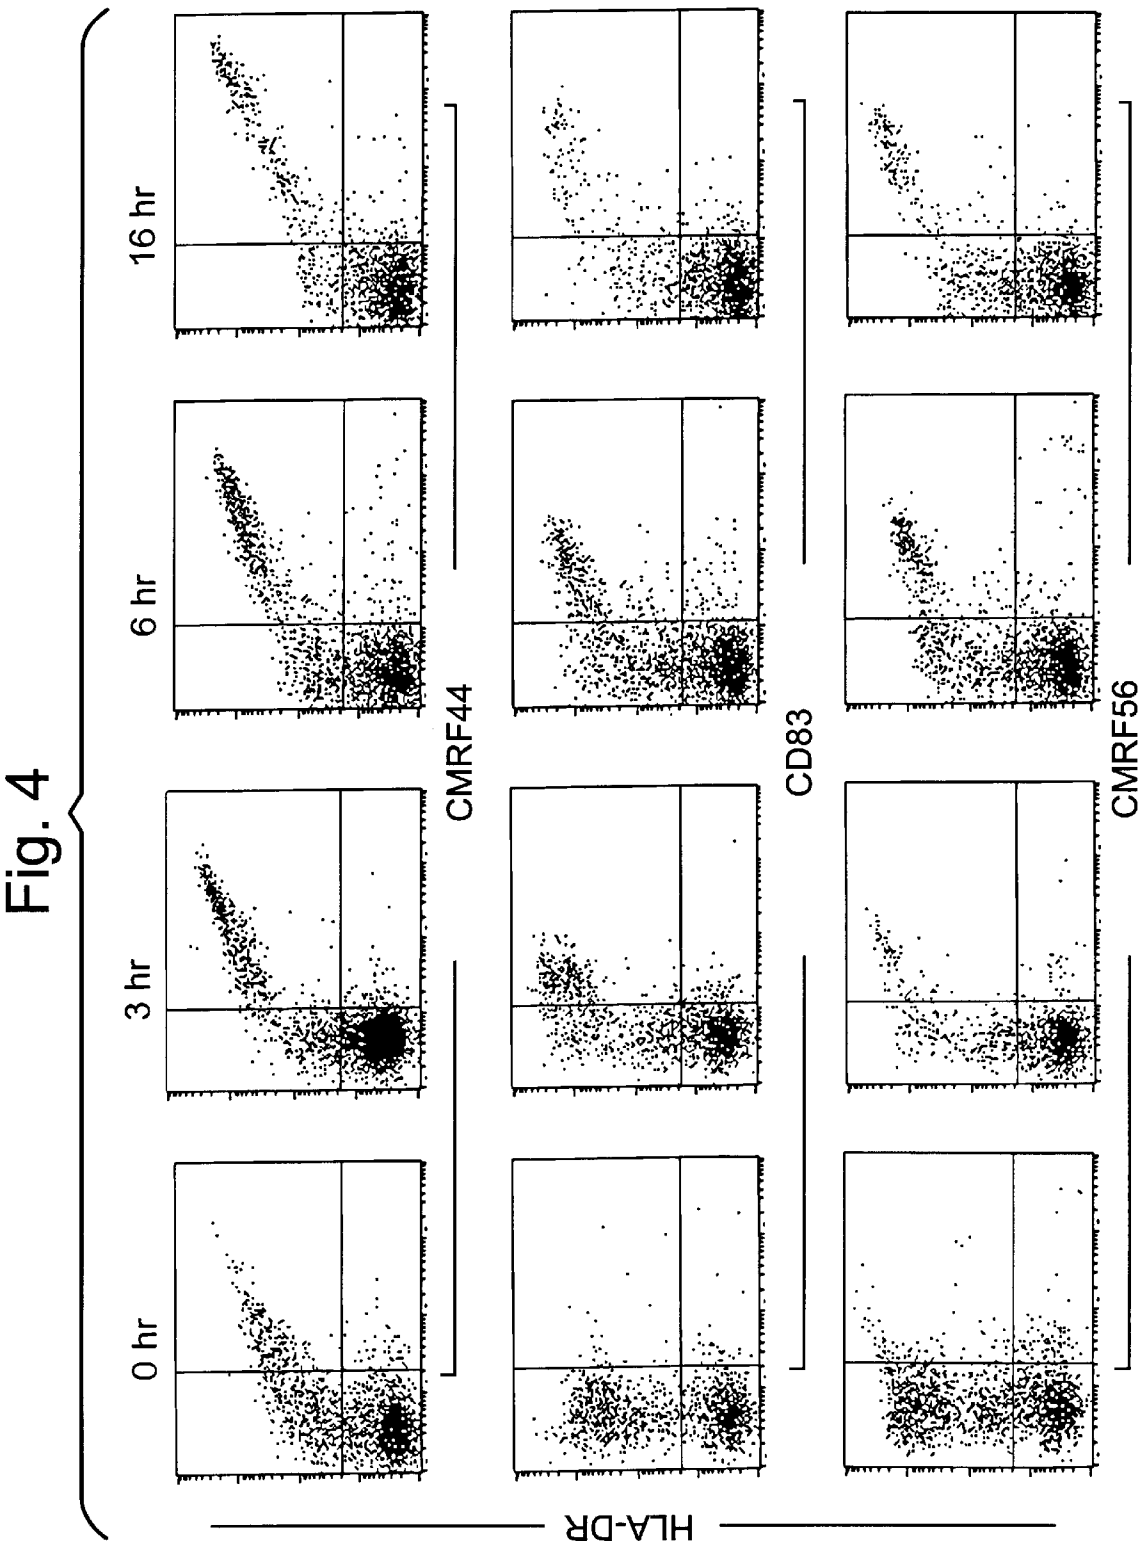 Fig. 4
0 hr
3 hr
6 hr
16 hr
HLA-DR
CMRF44
CD83
CMRF56